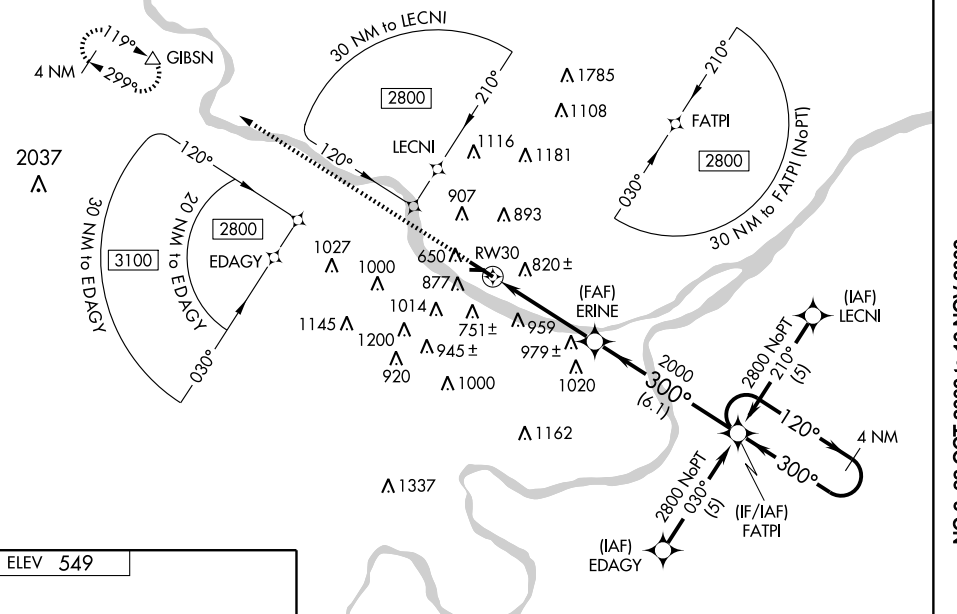 119°
299°
4 NM
GIBSN
2037
30 NM to LECNI
2800
210°
120°
LECNI
1785
1108
1116
1181
907
893
210°
FATPI
2800
030°
30 NM to FATPI (NoPT)
120°
30 NM to EDAGY
20 NM to EDAGY
3100
2800
EDAGY
030°
1027
1000
650
RW30
820 ±
877
1014
751 ±
959
1145
1200
945 ±
979 ±
920
1000
1020
1162
1337
(FAF)
ERINE
2000
300°
(6.1)
(IAF)
LECNI
2800 NoPT
210°
(5)
120°
4 NM
300°
2800 NoPT
030°
(5)
(IF/IAF)
FATPI
(IAF)
EDAGY
ELEV 549